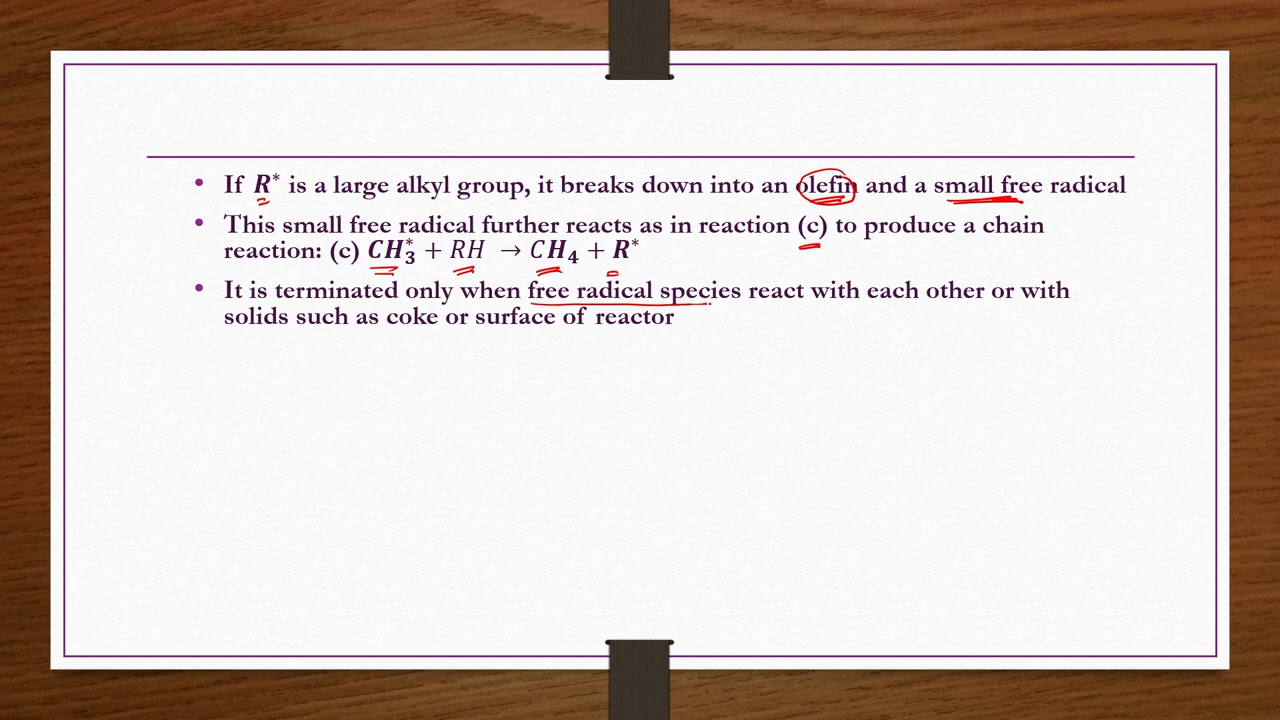 • If R* is a large alkyl group, it breaks down into an olefin and a small free radical
• This small free radical further reacts as in reaction (c) to produce a chain
reaction: (c) CH₃* + RH → CH₄ + R*
• It is terminated only when free radical species react with each other or with
solids such as coke or surface of reactor